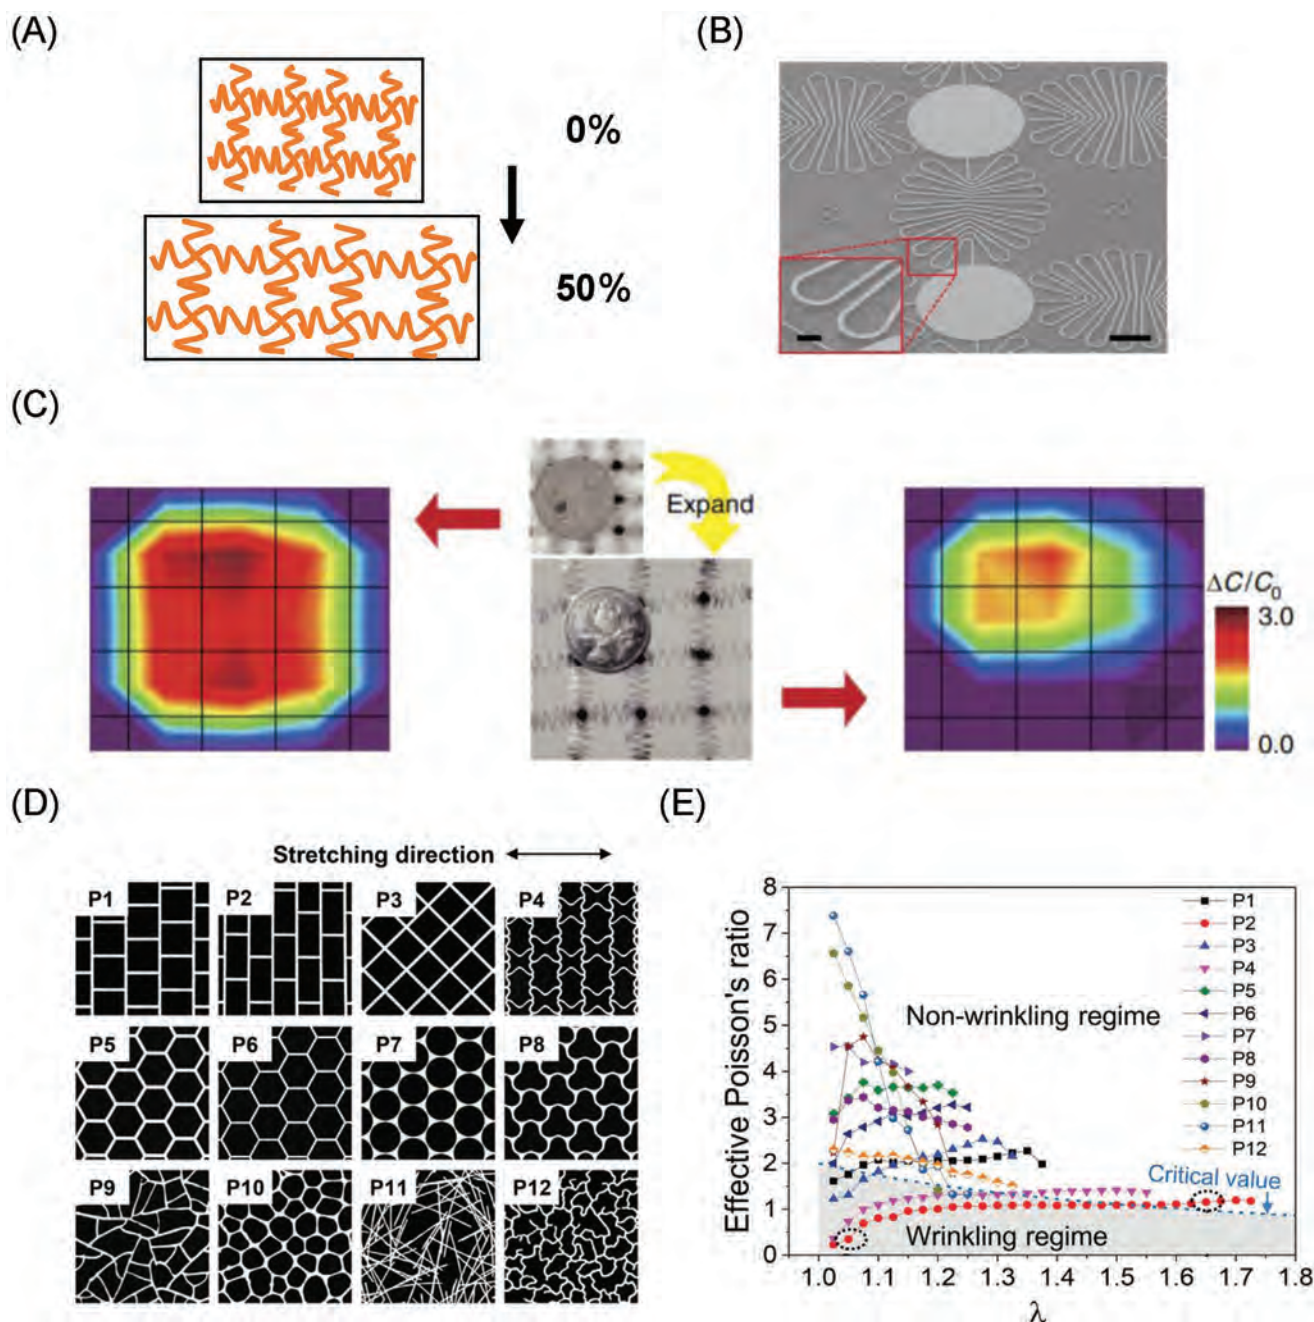 (A)
0%
50%
(B)
(C)
Expand
ΔC/C0
3.0
0.0
(D)
Stretching direction
P1
P2
P3
P4
P5
P6
P7
P8
P9
P10
P11
P12
(E)
Effective Poisson's ratio
8
7
6
5
4
3
2
1
0
Non-wrinkling regime
P1
P2
P3
P4
P5
P6
P7
P8
P9
P10
P11
P12
Critical value
Wrinkling regime
1.0 1.1 1.2 1.3 1.4 1.5 1.6 1.7 1.8
λ